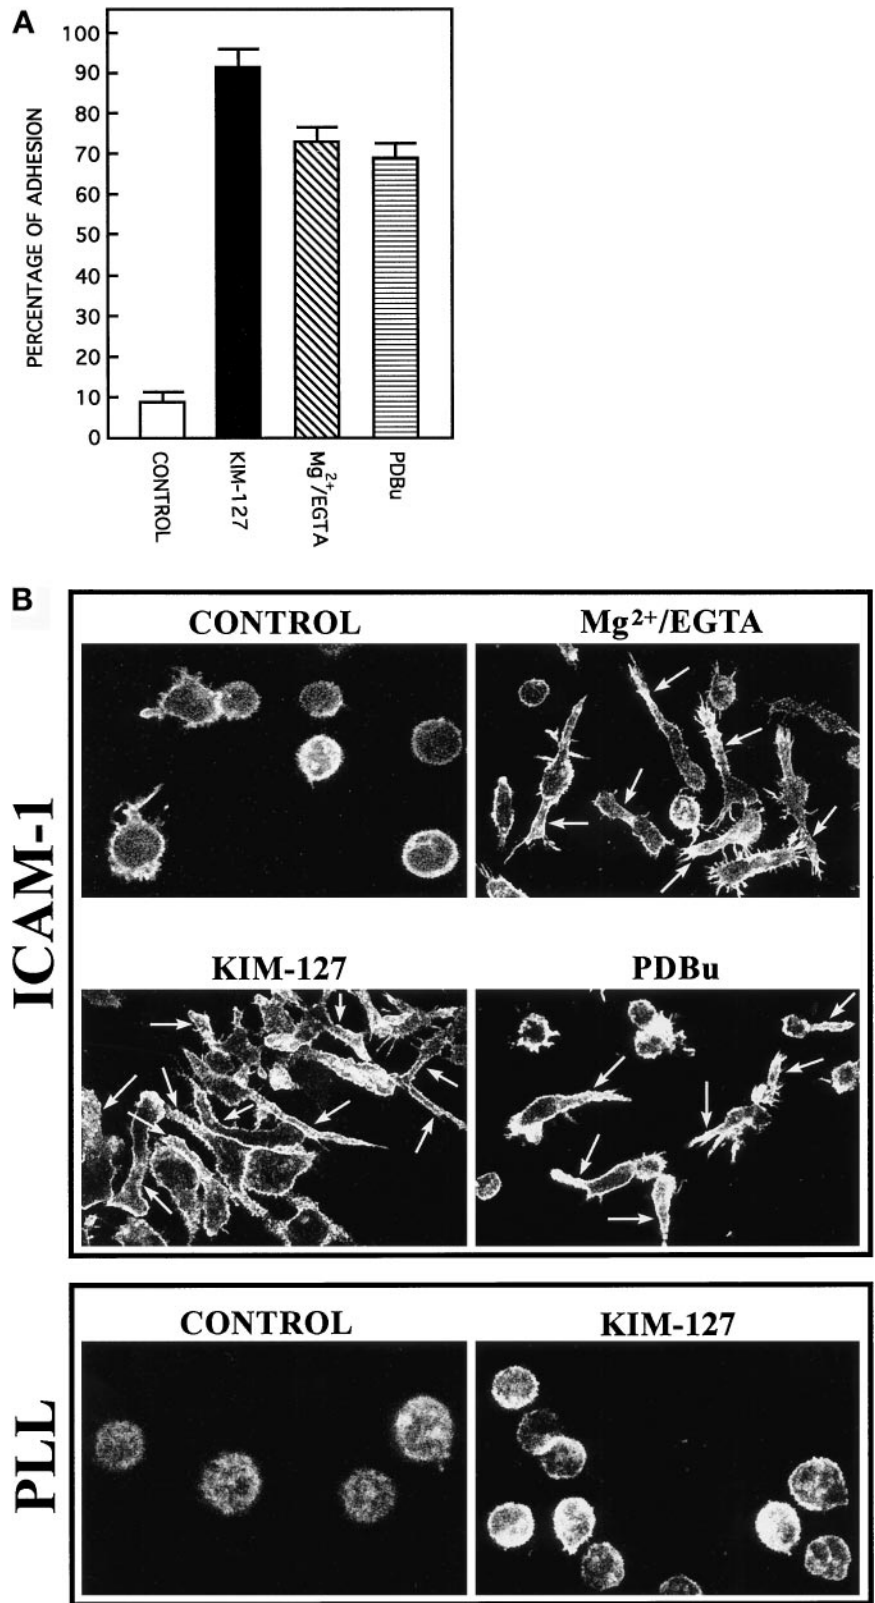 A
PERCENTAGE OF ADHESION
100
90
80
70
60
50
40
30
20
10
0
CONTROL
KIM-127
Mg2+/EGTA
PDBu
B
ICAM-1
CONTROL
Mg2+/EGTA
KIM-127
PDBu
PLL
CONTROL
KIM-127